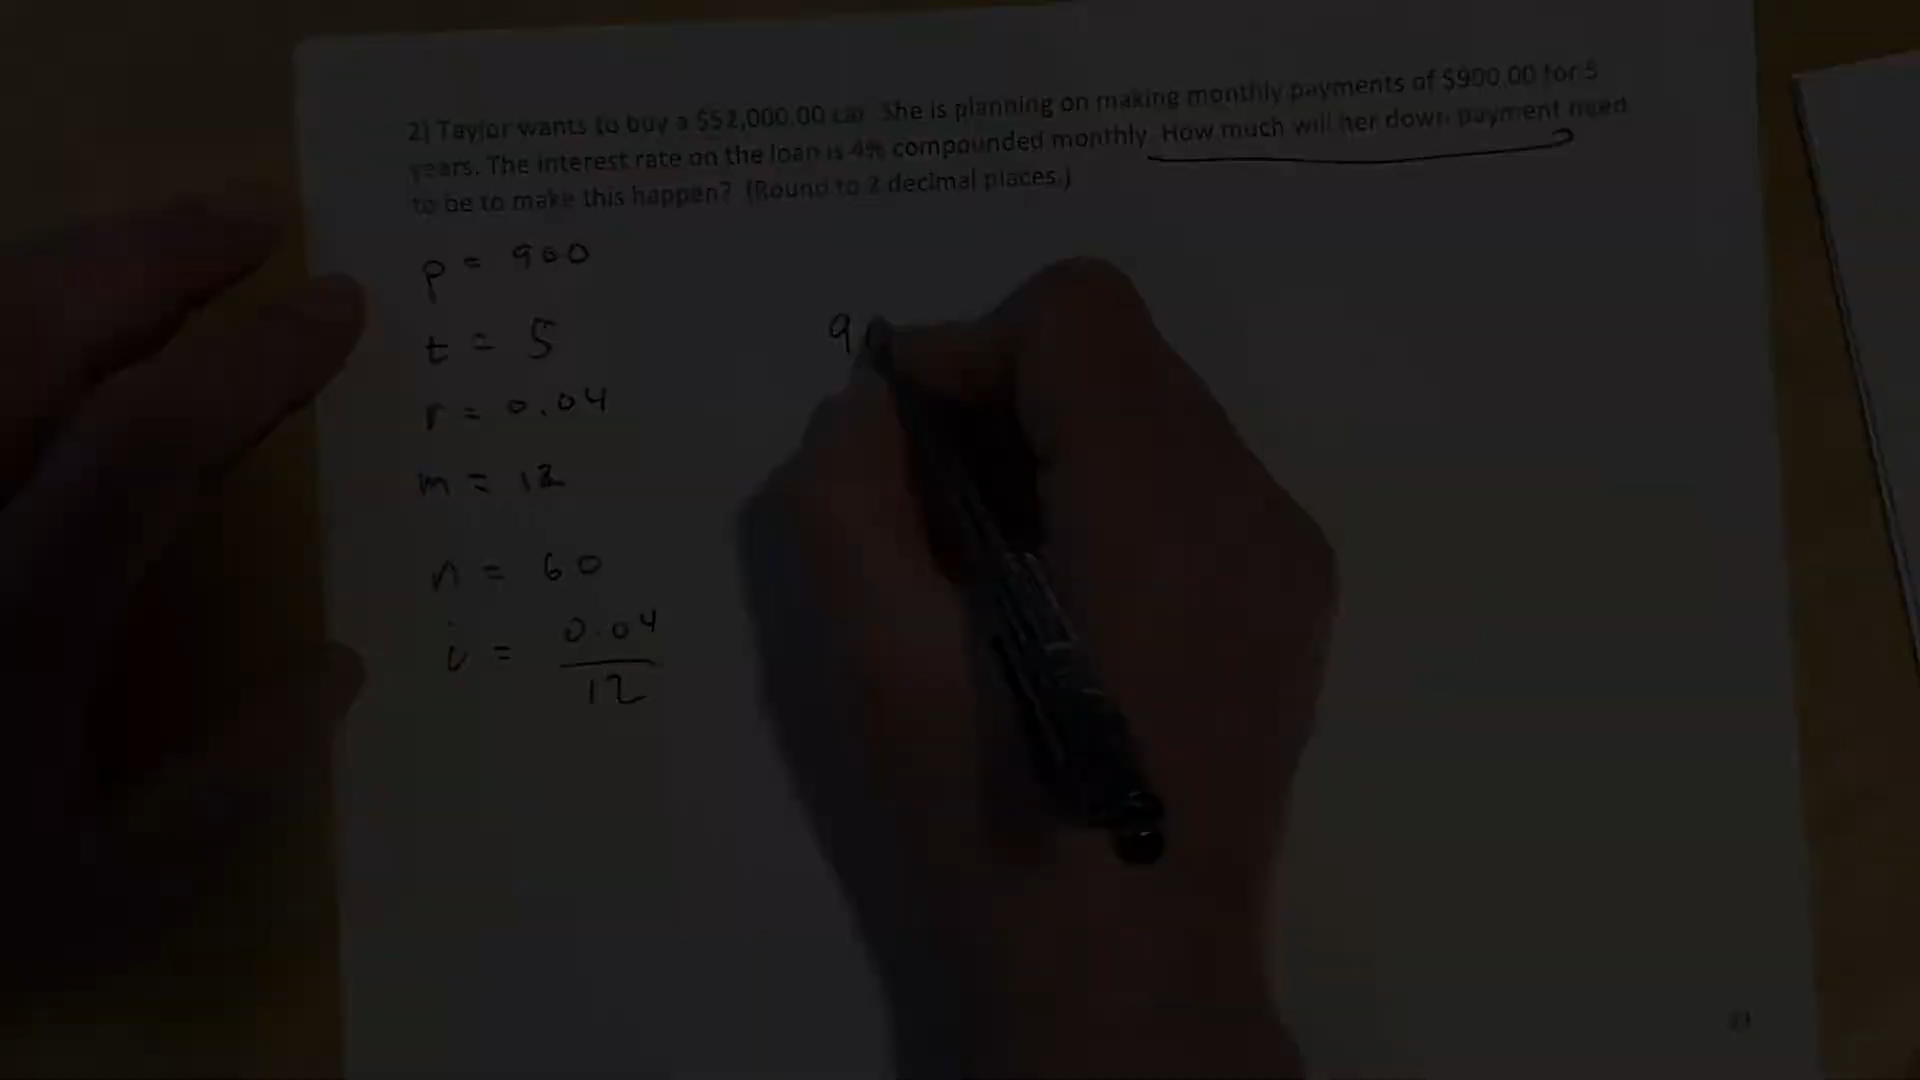 2) Taylor wants to buy a $52,000.00 car. She is planning on making monthly payments of $900.00 for 5
years. The interest rate on the loan is 4% compounded monthly. How much will her down payment need
to be to make this happen? (Round to 2 decimal places.)
p = 900
t = 5
9
r = 0.04
m = 12
n = 60
i = 0.04
12